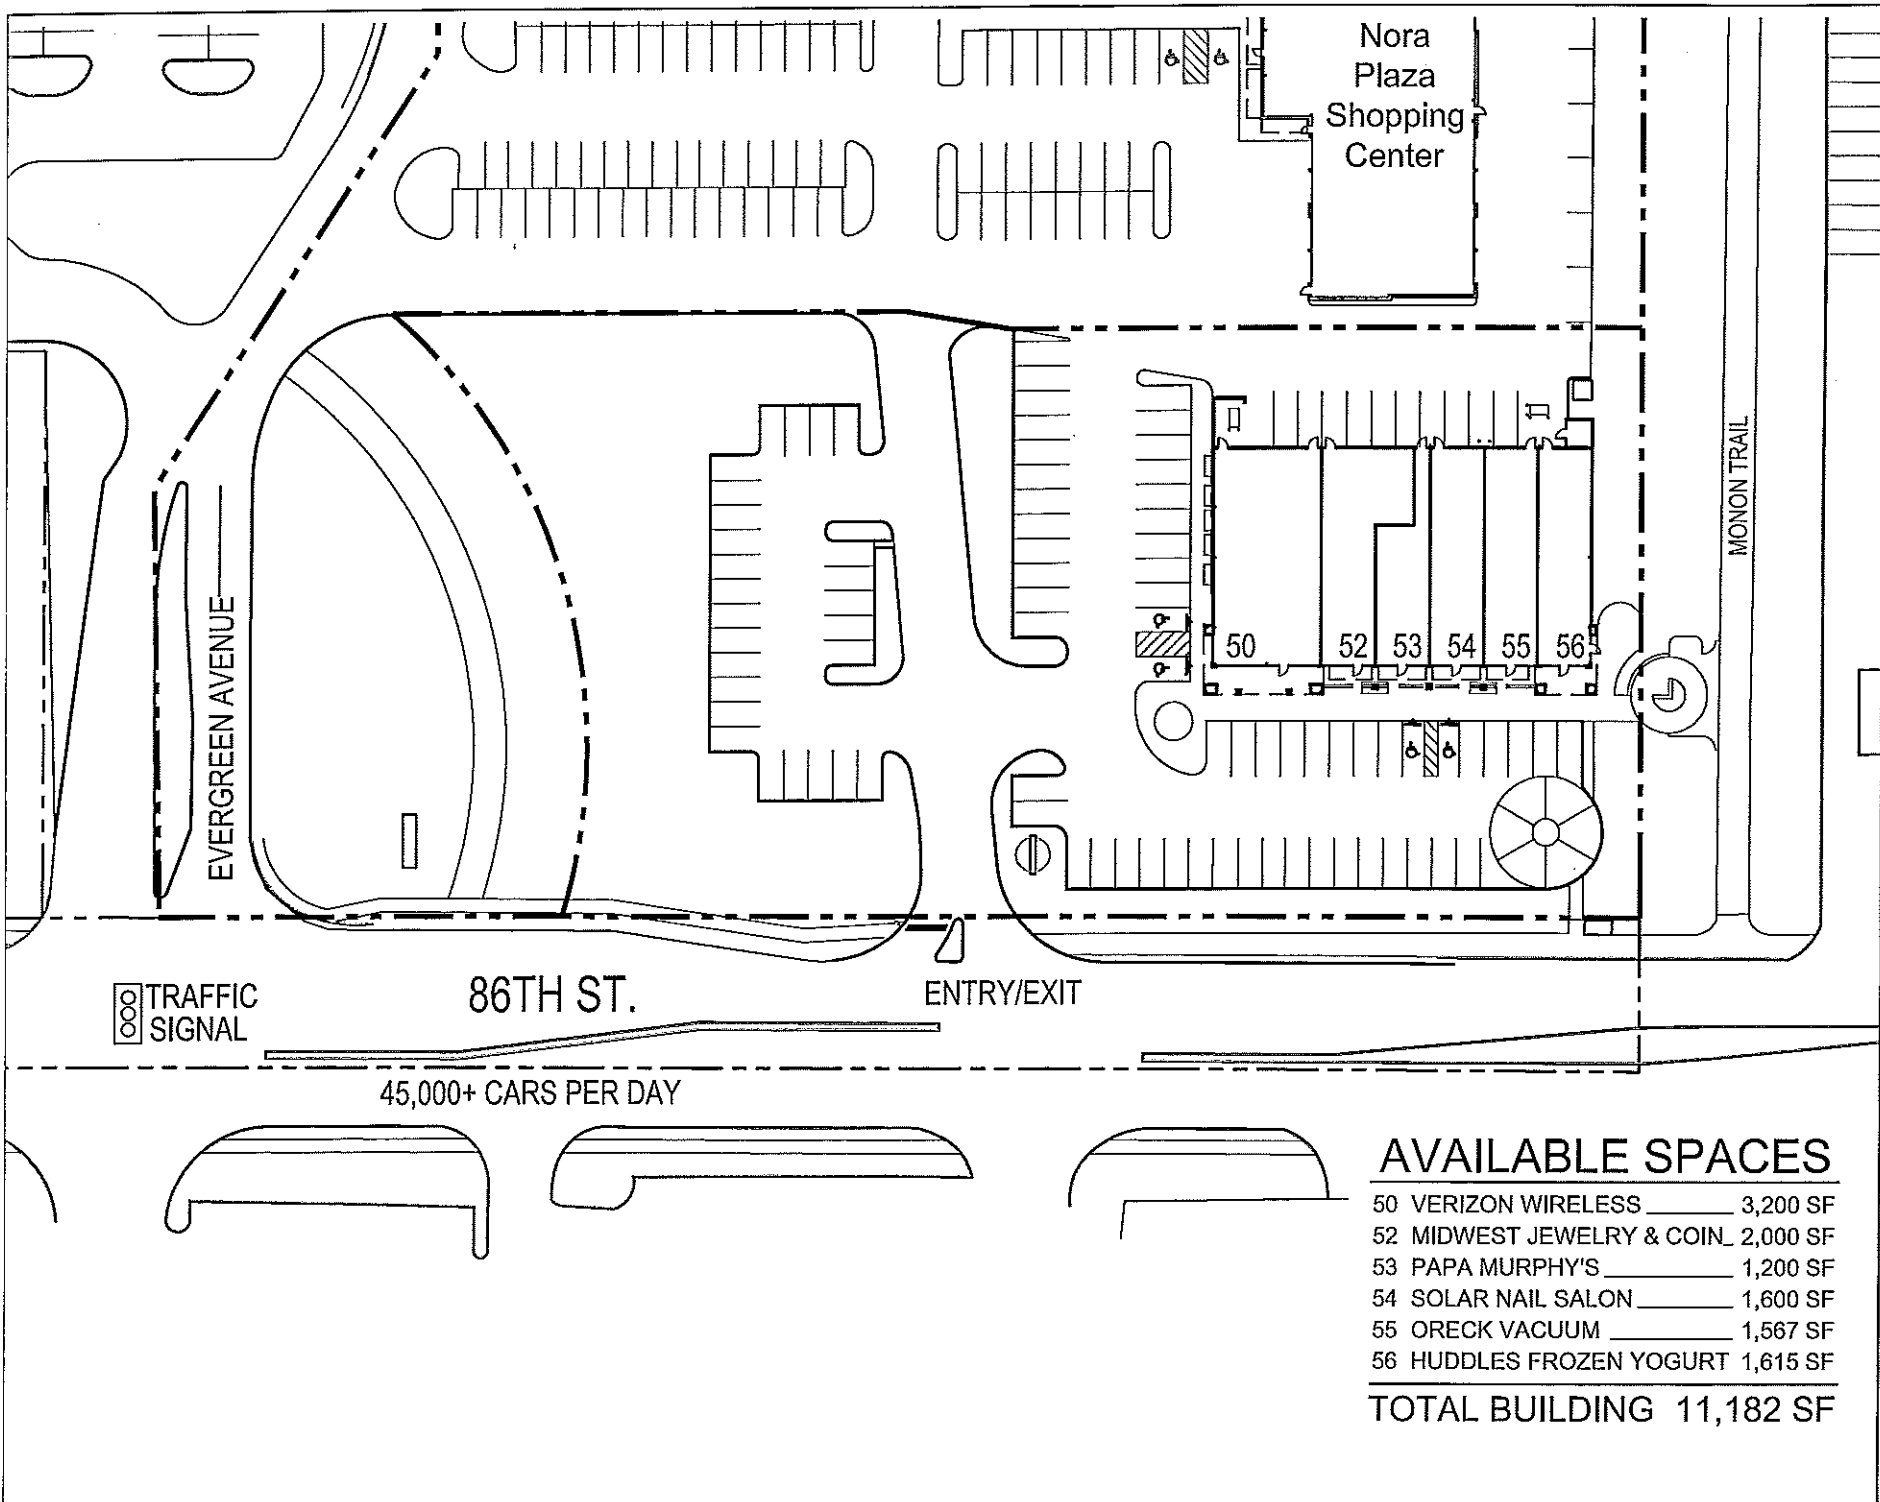 Nora
Plaza
Shopping
Center
MONON TRAIL
EVERGREEN AVENUE
50 52 53 54 55 56
TRAFFIC
SIGNAL
86TH ST.
ENTRY/EXIT
45,000+ CARS PER DAY
AVAILABLE SPACES
50 VERIZON WIRELESS 3,200 SF
52 MIDWEST JEWELRY & COIN 2,000 SF
53 PAPA MURPHY'S 1,200 SF
54 SOLAR NAIL SALON 1,600 SF
55 ORECK VACUUM 1,567 SF
56 HUDDLES FROZEN YOGURT 1,615 SF
TOTAL BUILDING 11,182 SF